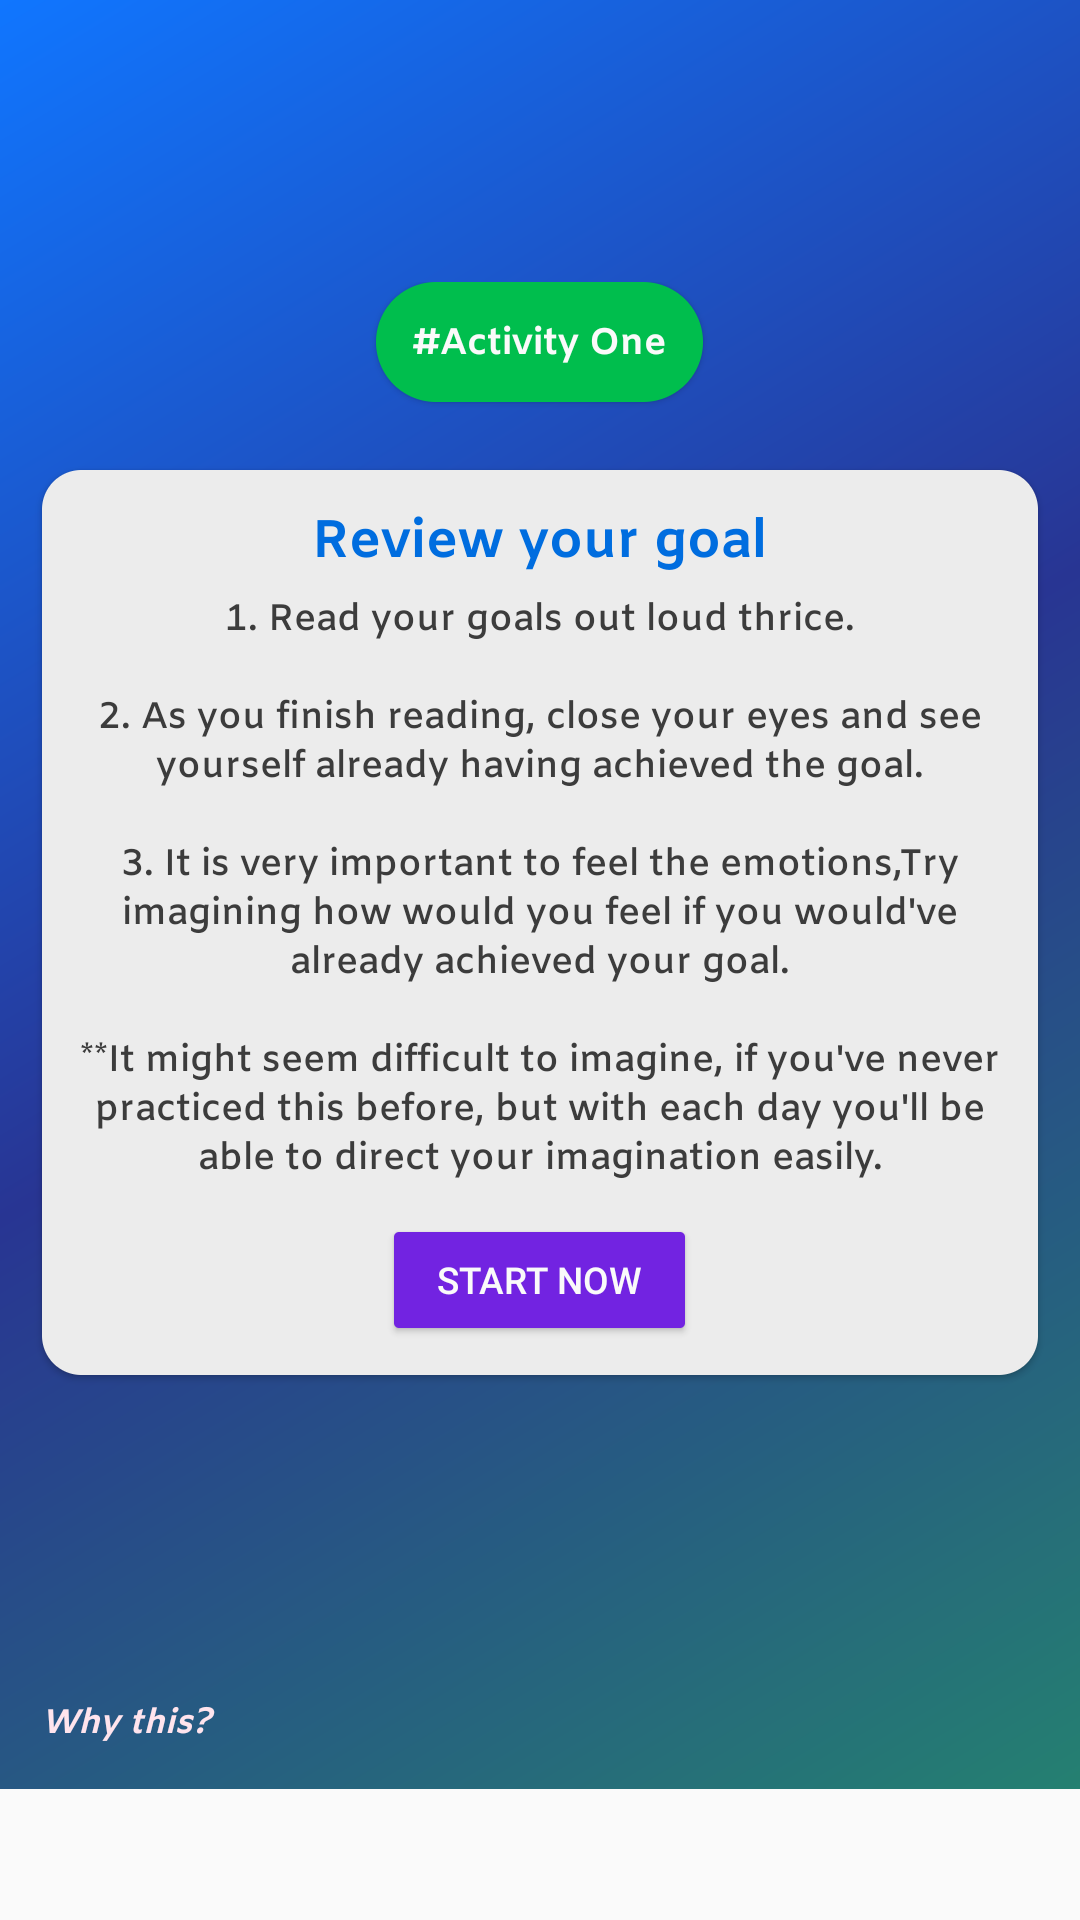 #Activity One
Review your goal
1. Read your goals out loud thrice.
2. As you finish reading, close your eyes and see
yourself already having achieved the goal.
3. It is very important to feel the emotions,Try
imagining how would you feel if you would've
already achieved your goal.
**It might seem difficult to imagine, if you've never
practiced this before, but with each day you'll be
able to direct your imagination easily.
START NOW
Why this?